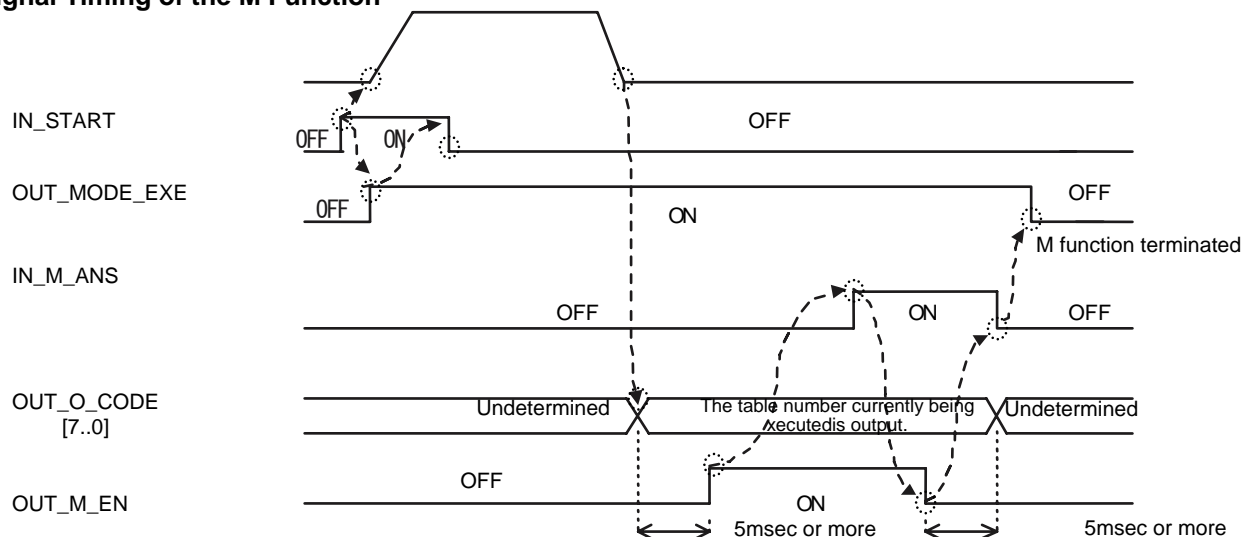 gnal Timing of the M Function
IN_START
OFF
ON
OFF
OUT_MODE_EXE
OFF
ON
OFF
M function terminated
IN_M_ANS
OFF
ON
OFF
OUT_O_CODE
[7..0]
Undetermined
The table number currently being
xecutedis output.
Undetermined
OUT_M_EN
OFF
ON
5msec or more
5msec or more